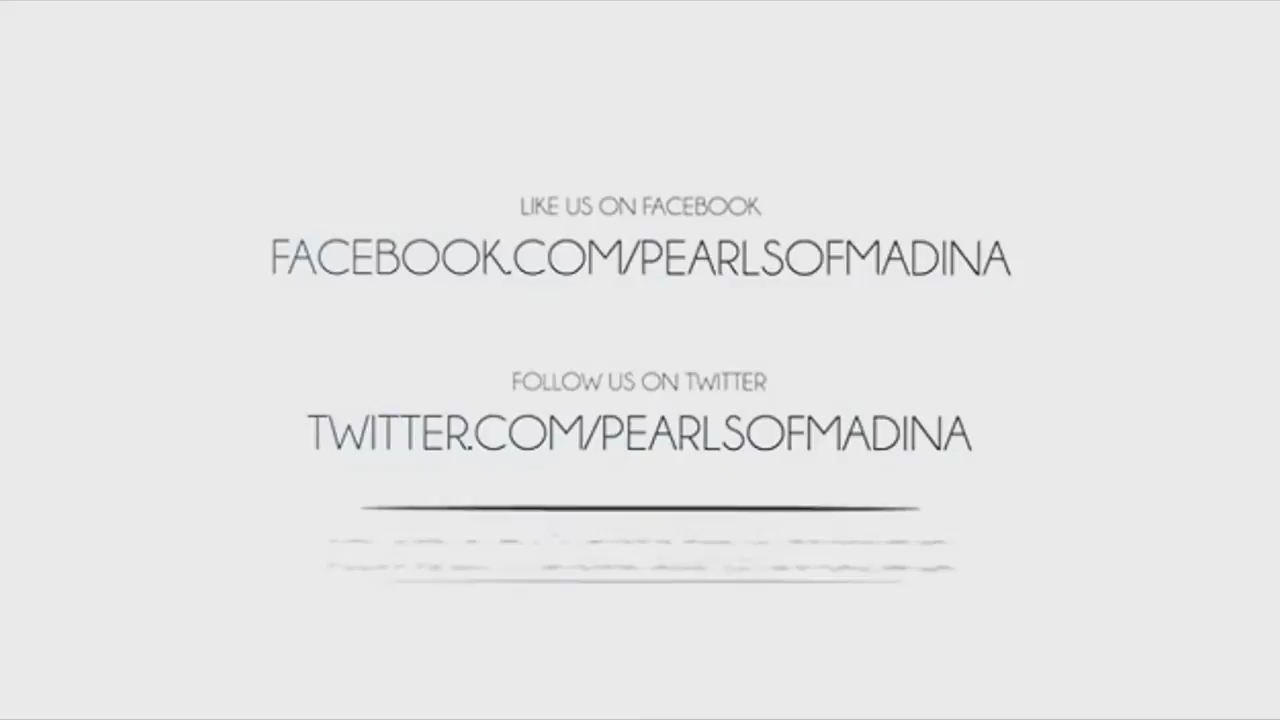 LIKE US ON FACEBOOK
FACEBOOK.COM/PEARLSOFMADINA
FOLLOW US ON TWITTER
TWITTER.COM/PEARLSOFMADINA